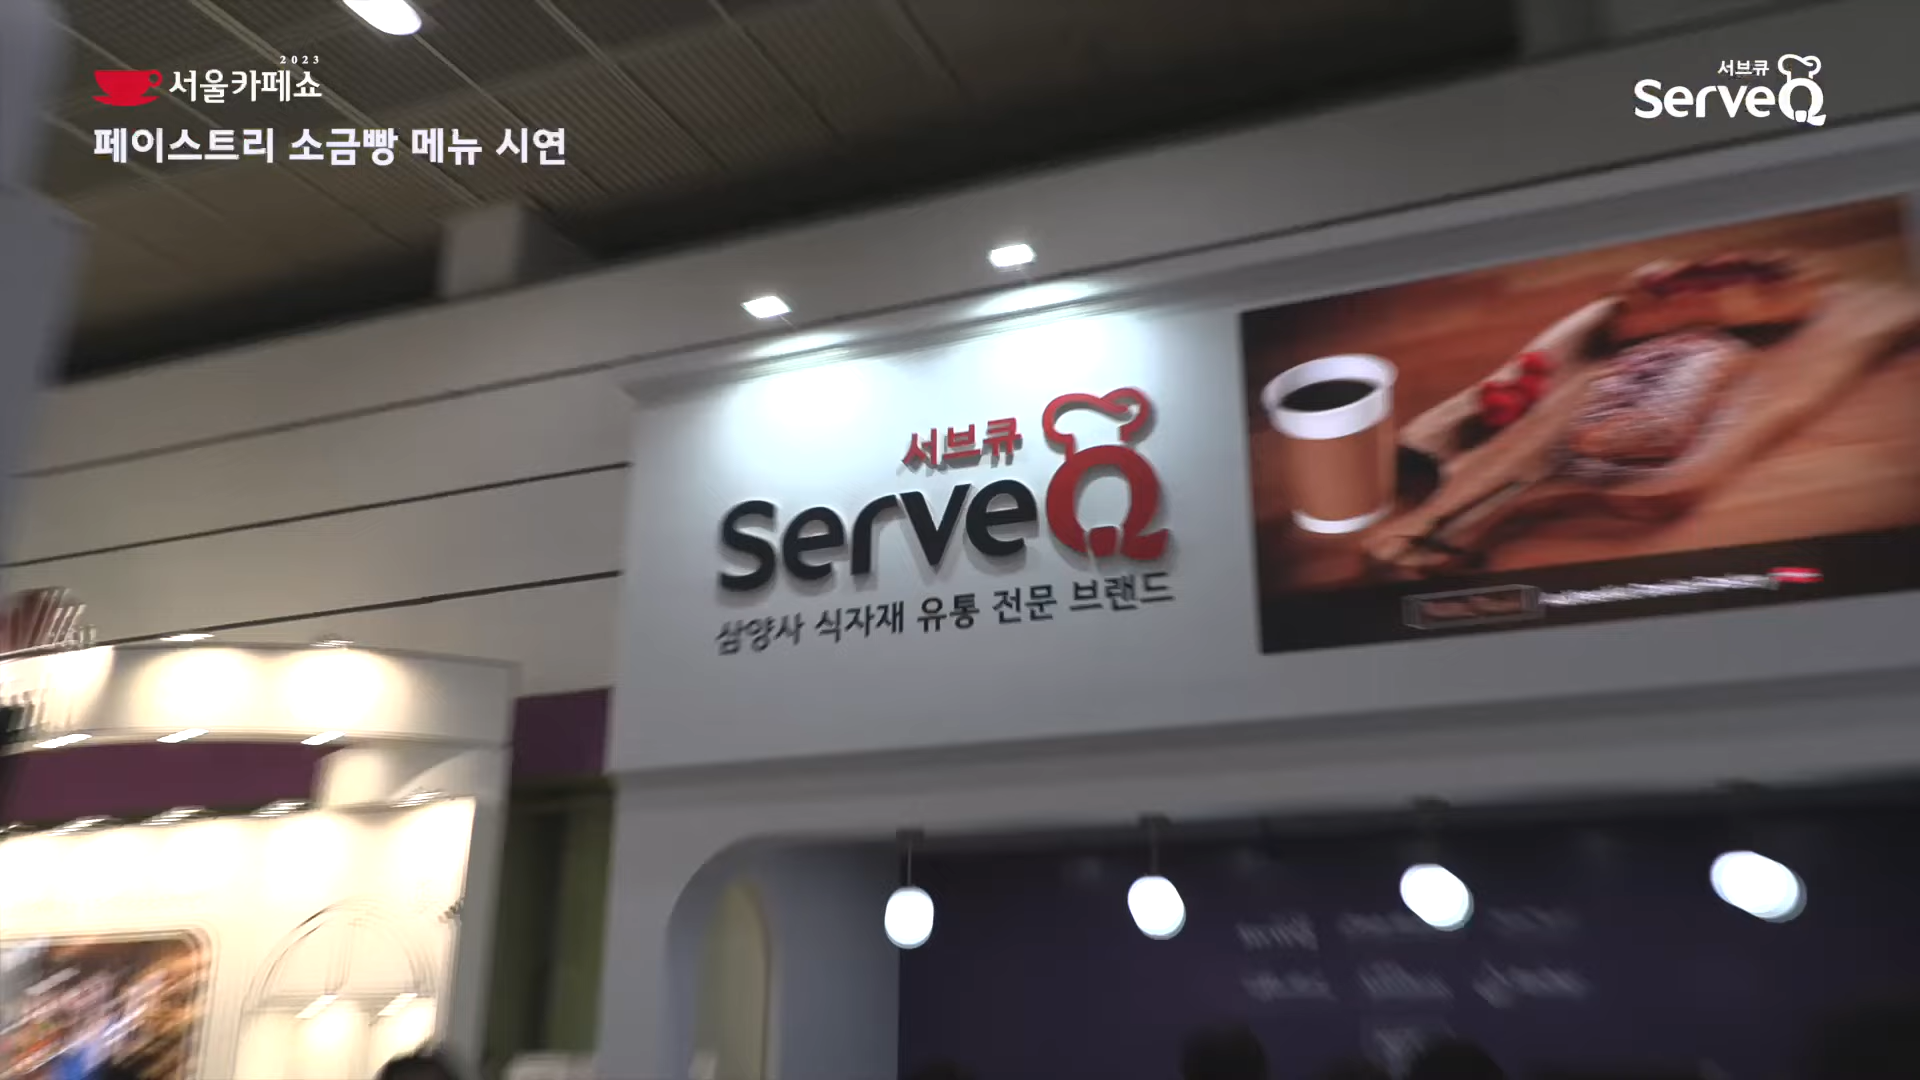 2023
서울카페쇼
페이스트리 소금빵 메뉴 시연
서브큐
ServeQ
서브큐
ServeQ
삼양사 식자재 유통 전문 브랜드